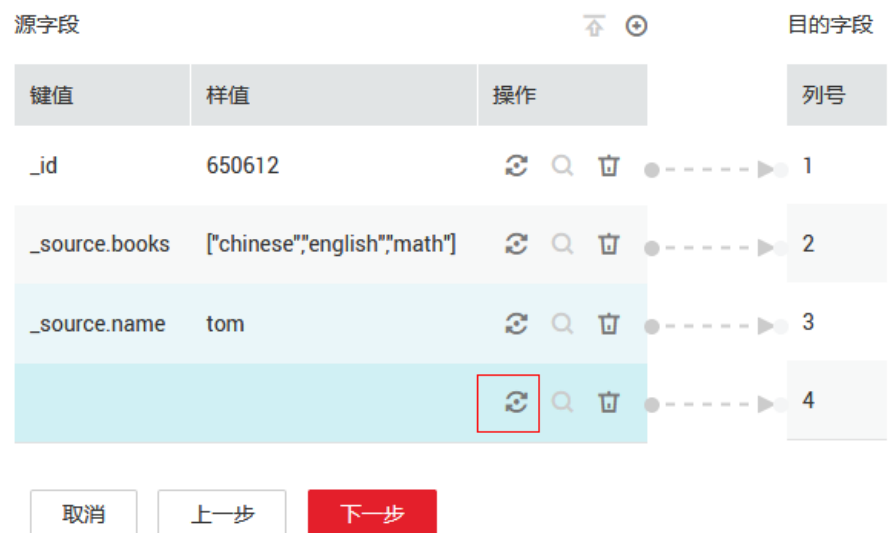 源字段 目的字段
键值 样值 操作 列号
_id 650612 1
_source.books ["chinese","english","math"] 2
_source.name tom 3
4
取消 上一步 下一步